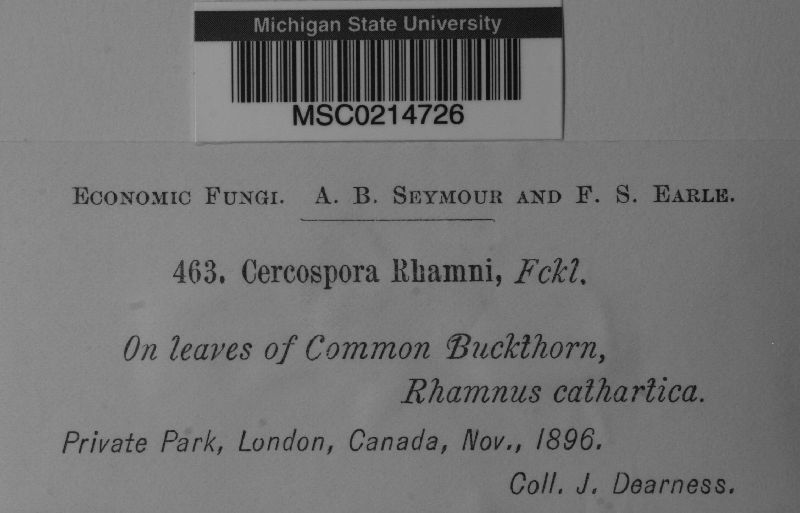 Michigan State University
MSC0214726
Economic Fungi. A. B. Seymour and F. S. Earle.
463. Cercospora Rhamni, Fckl.
On leaves of Common Buckthorn,
Rhamnus cathartica.
Private Park, London, Canada, Nov., 1896.
Coll. J. Dearness.